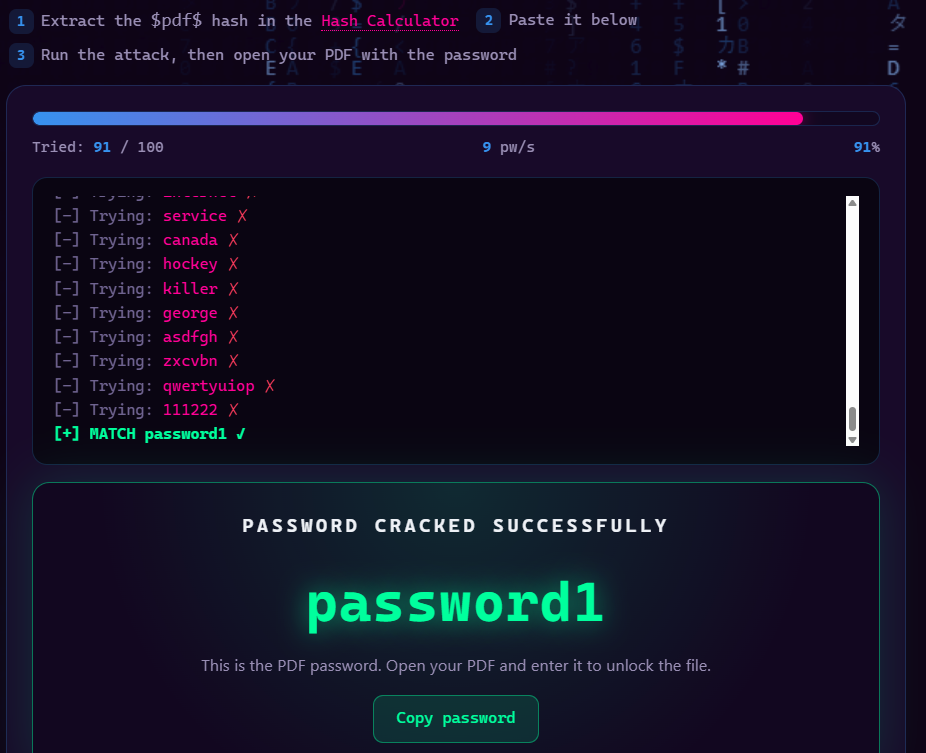 1 Extract the $pdf$ hash in the Hash Calculator 2 Paste it below
3 Run the attack, then open your PDF with the password
Tried: 91 / 100 9 pw/s 91%
[-] Trying: service ✗
[-] Trying: canada ✗
[-] Trying: hockey ✗
[-] Trying: killer ✗
[-] Trying: george ✗
[-] Trying: asdfgh ✗
[-] Trying: zxcvbn ✗
[-] Trying: qwertyuiop ✗
[-] Trying: 111222 ✗
[+] MATCH password1 ✓
PASSWORD CRACKED SUCCESSFULLY
password1
This is the PDF password. Open your PDF and enter it to unlock the file.
Copy password